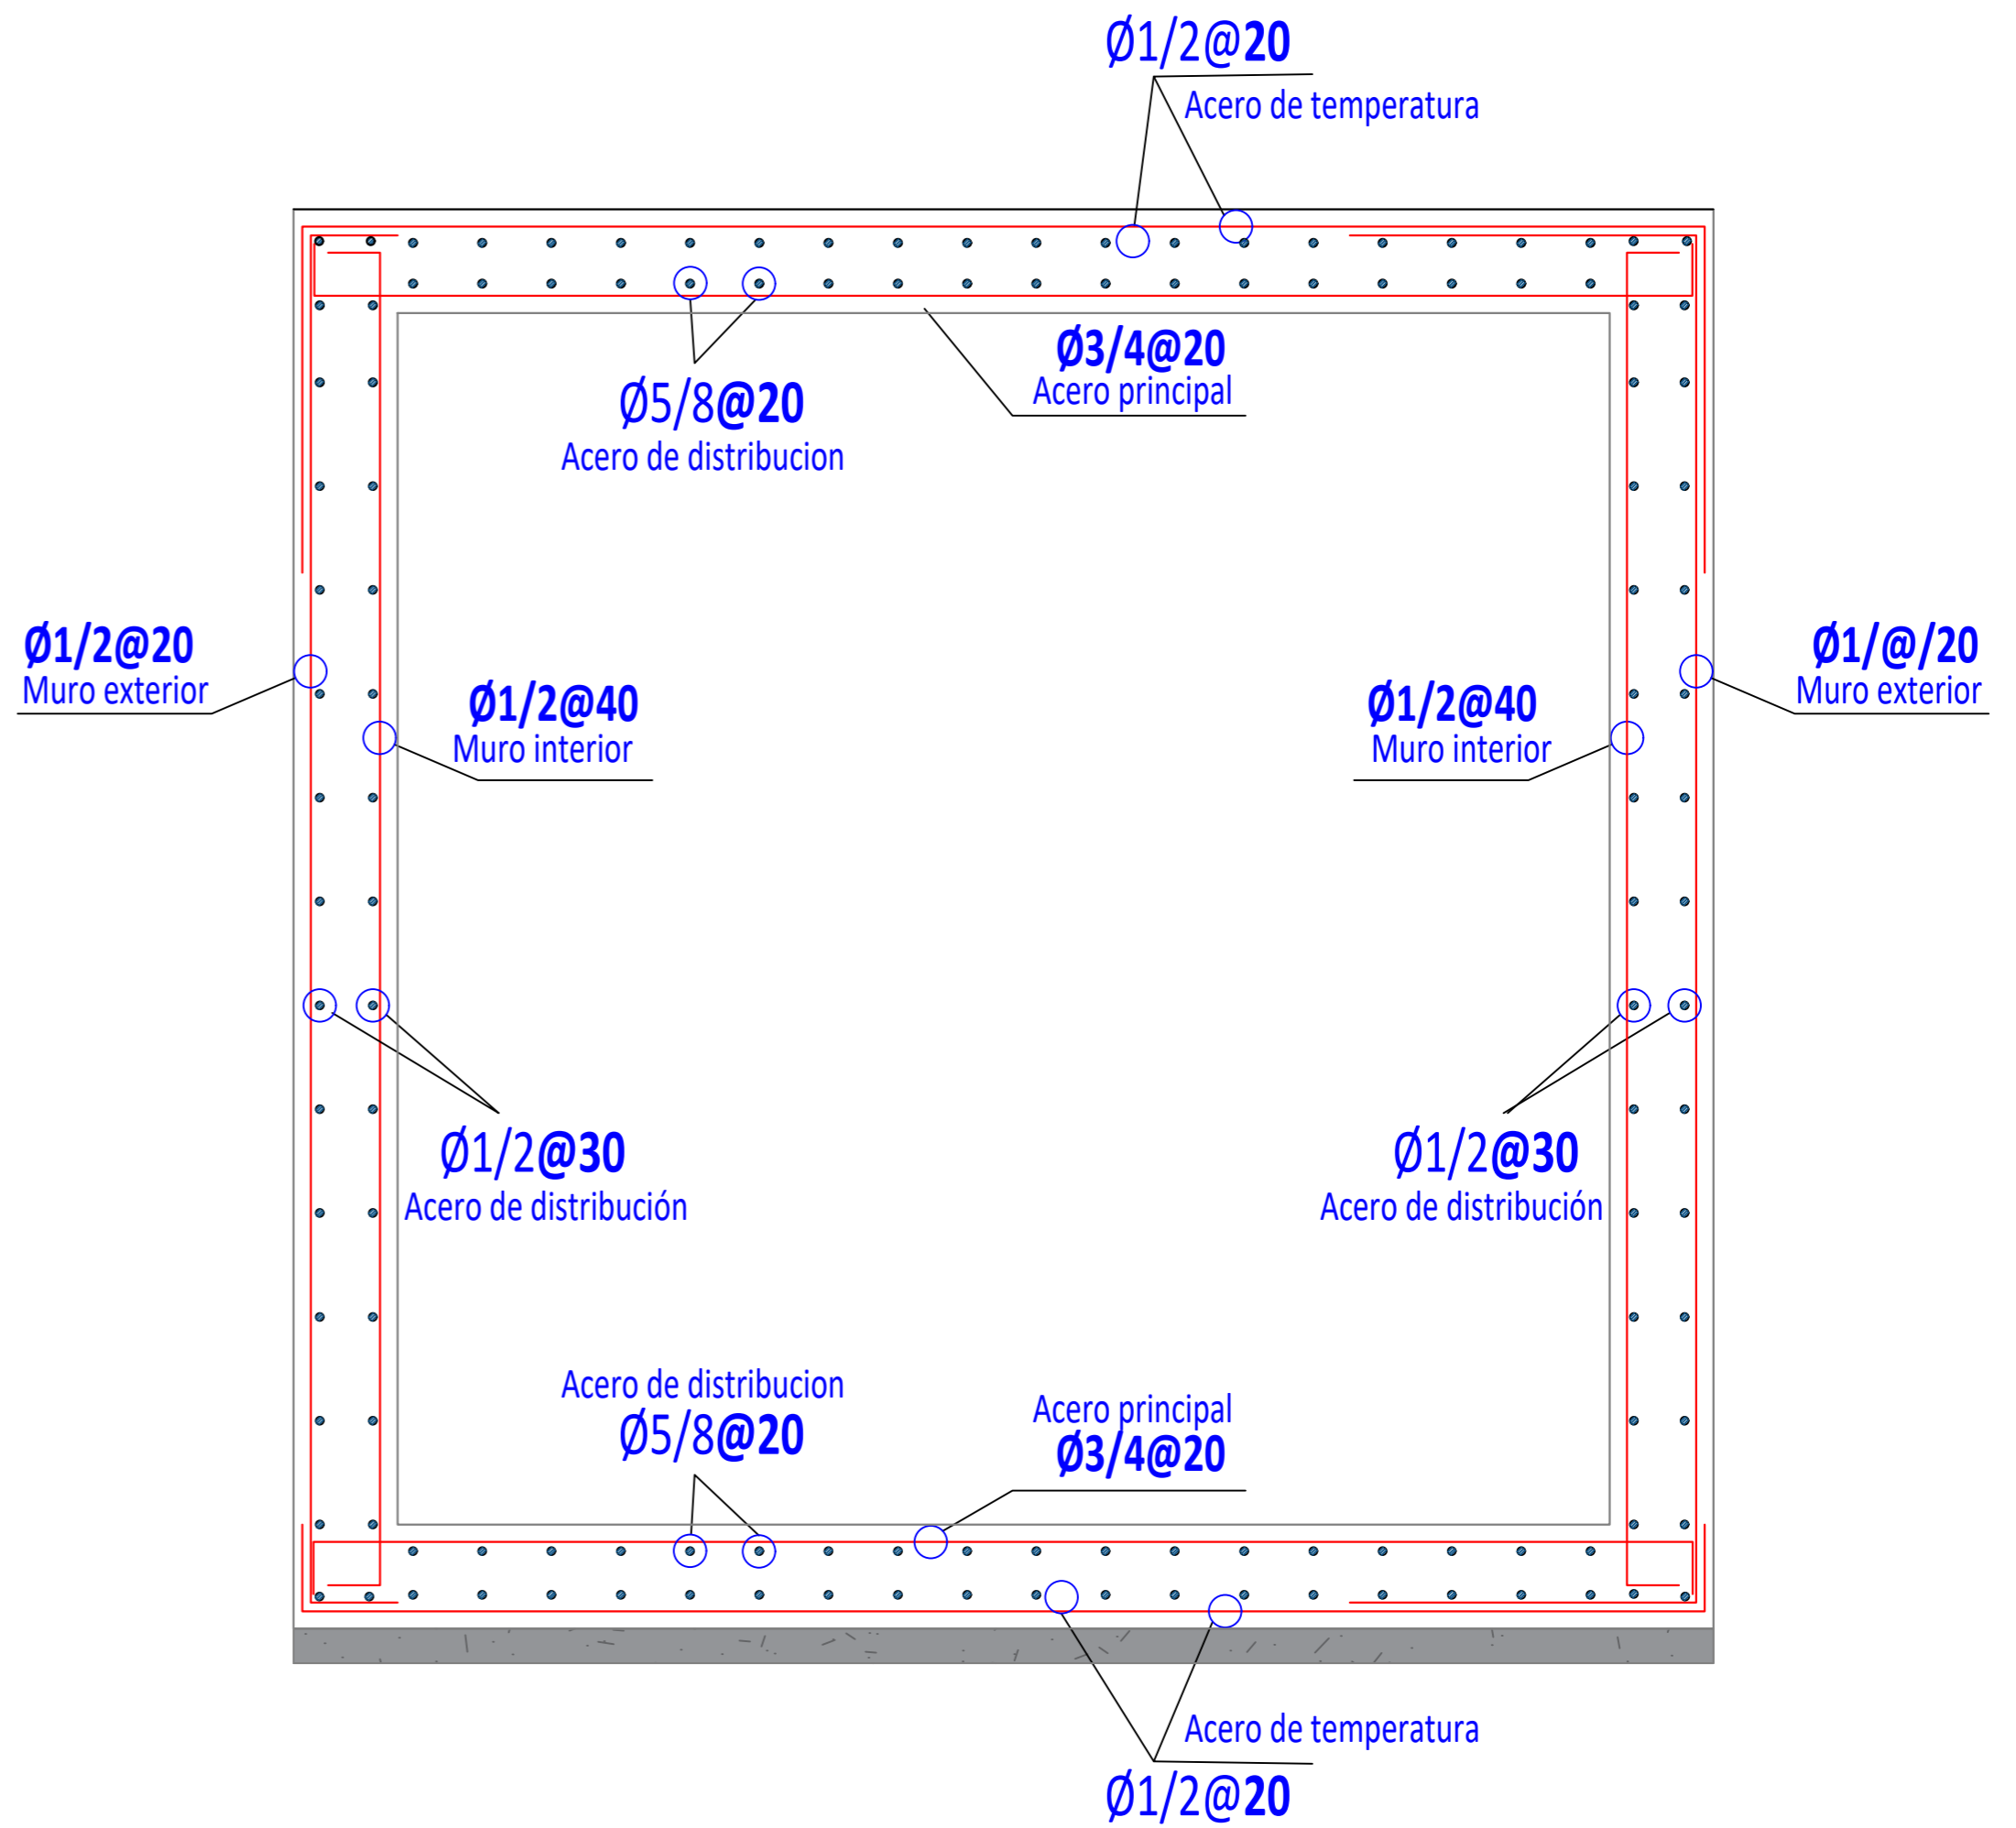 Ø1/2@20
Acero de temperatura
Ø3/4@20
Acero principal
Ø5/8@20
Acero de distribucion
Ø1/2@20
Muro exterior
Ø1/2@40
Muro interior
Ø1/2@40
Muro interior
Ø1/@/20
Muro exterior
Ø1/2@30
Acero de distribución
Ø1/2@30
Acero de distribución
Acero de distribucion
Ø5/8@20
Acero principal
Ø3/4@20
Acero de temperatura
Ø1/2@20